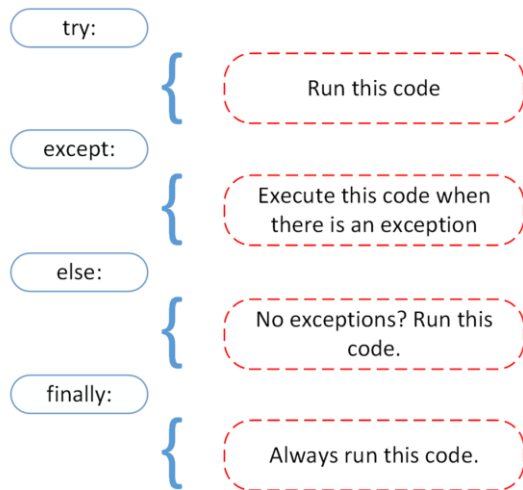 try:
Run this code
except:
Execute this code when
there is an exception
else:
No exceptions? Run this
code.
finally:
Always run this code.